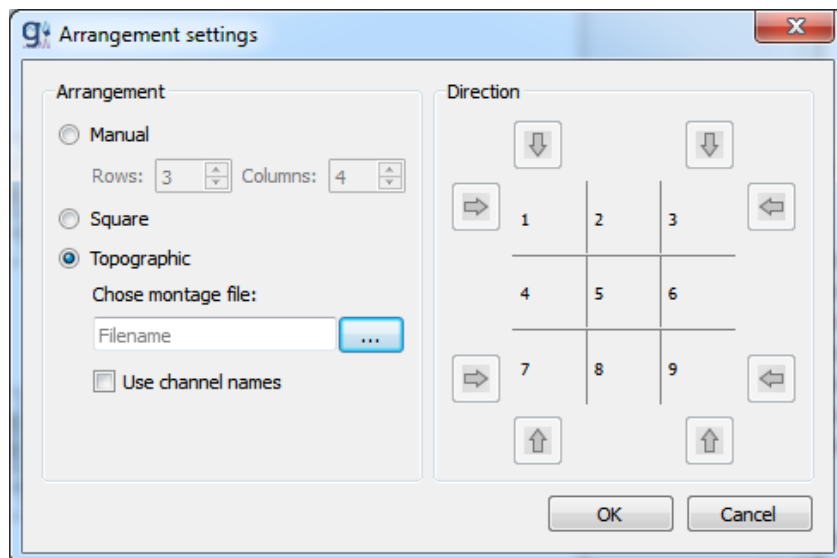 Arrangement settings
Arrangement
Manual
Rows: 3 Columns: 4
Square
Topographic
Chose montage file:
Filename
...
Use channel names
Direction
1 2 3
4 5 6
7 8 9
OK Cancel